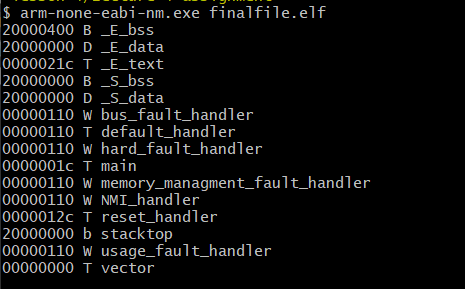 $ arm-none-eabi-nm.exe finalfile.elf
20000400 B _E_bss
20000000 D _E_data
0000021c T _E_text
20000000 B _S_bss
20000000 D _S_data
00000110 W bus_fault_handler
00000110 T default_handler
00000110 W hard_fault_handler
0000001c T main
00000110 W memory_managment_fault_handler
00000110 W NMI_handler
0000012c T reset_handler
20000000 b stacktop
00000110 W usage_fault_handler
00000000 T vector